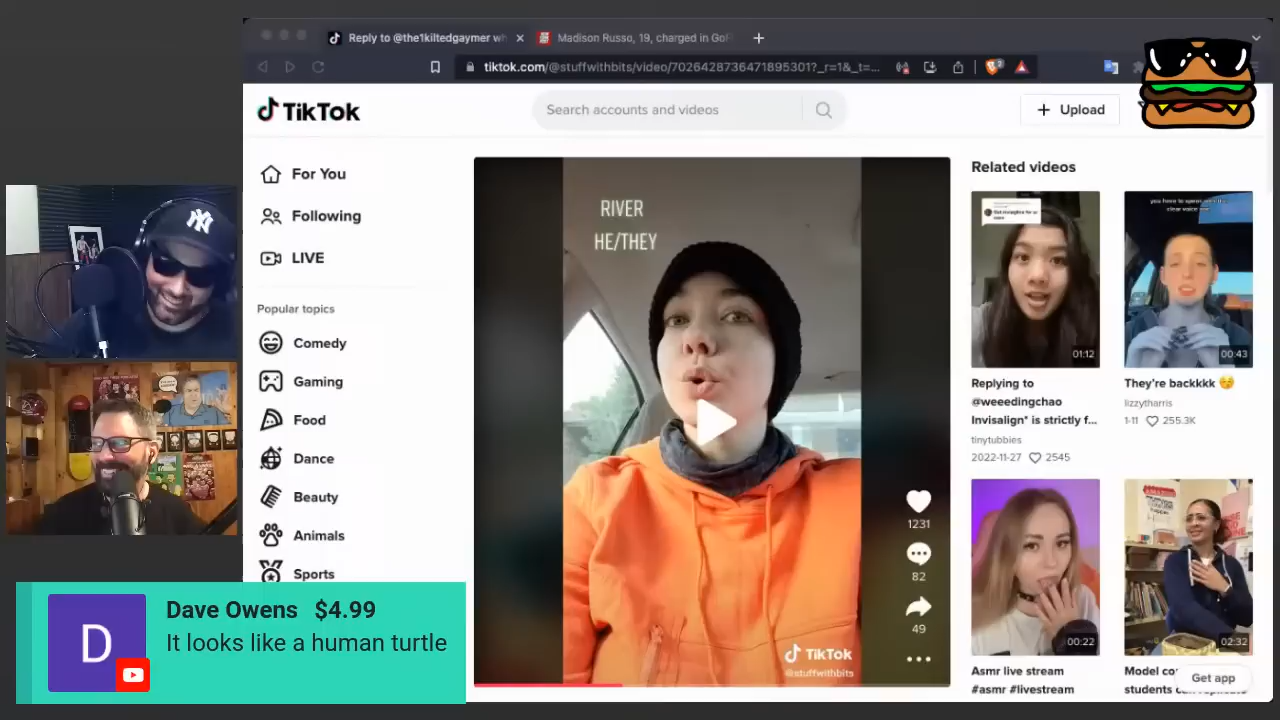 Reply to @the1kiltedgaymer wh
Madison Russo, 19, charged in GoF
tiktok.com/@stuffwithbits/video/7026428736471895301?_r=1&_t=...
TikTok
Search accounts and videos
Upload
For You
Following
LIVE
Popular topics
Comedy
Gaming
Food
Dance
Beauty
Animals
Sports
RIVER
HE/THEY
1231
82
49
TikTok
@stuffwithbits
Related videos
01:12
Replying to
@weeedingchao
Invisalign* is strictly f...
tinytubbies
2022-11-27 2545
00:43
They're backkkk
lizzytharris
1-11 255.3K
00:22
Asmr live stream
#asmr #livestream
02:32
Model co
students can replicate
Get app
Dave Owens $4.99
It looks like a human turtle
D